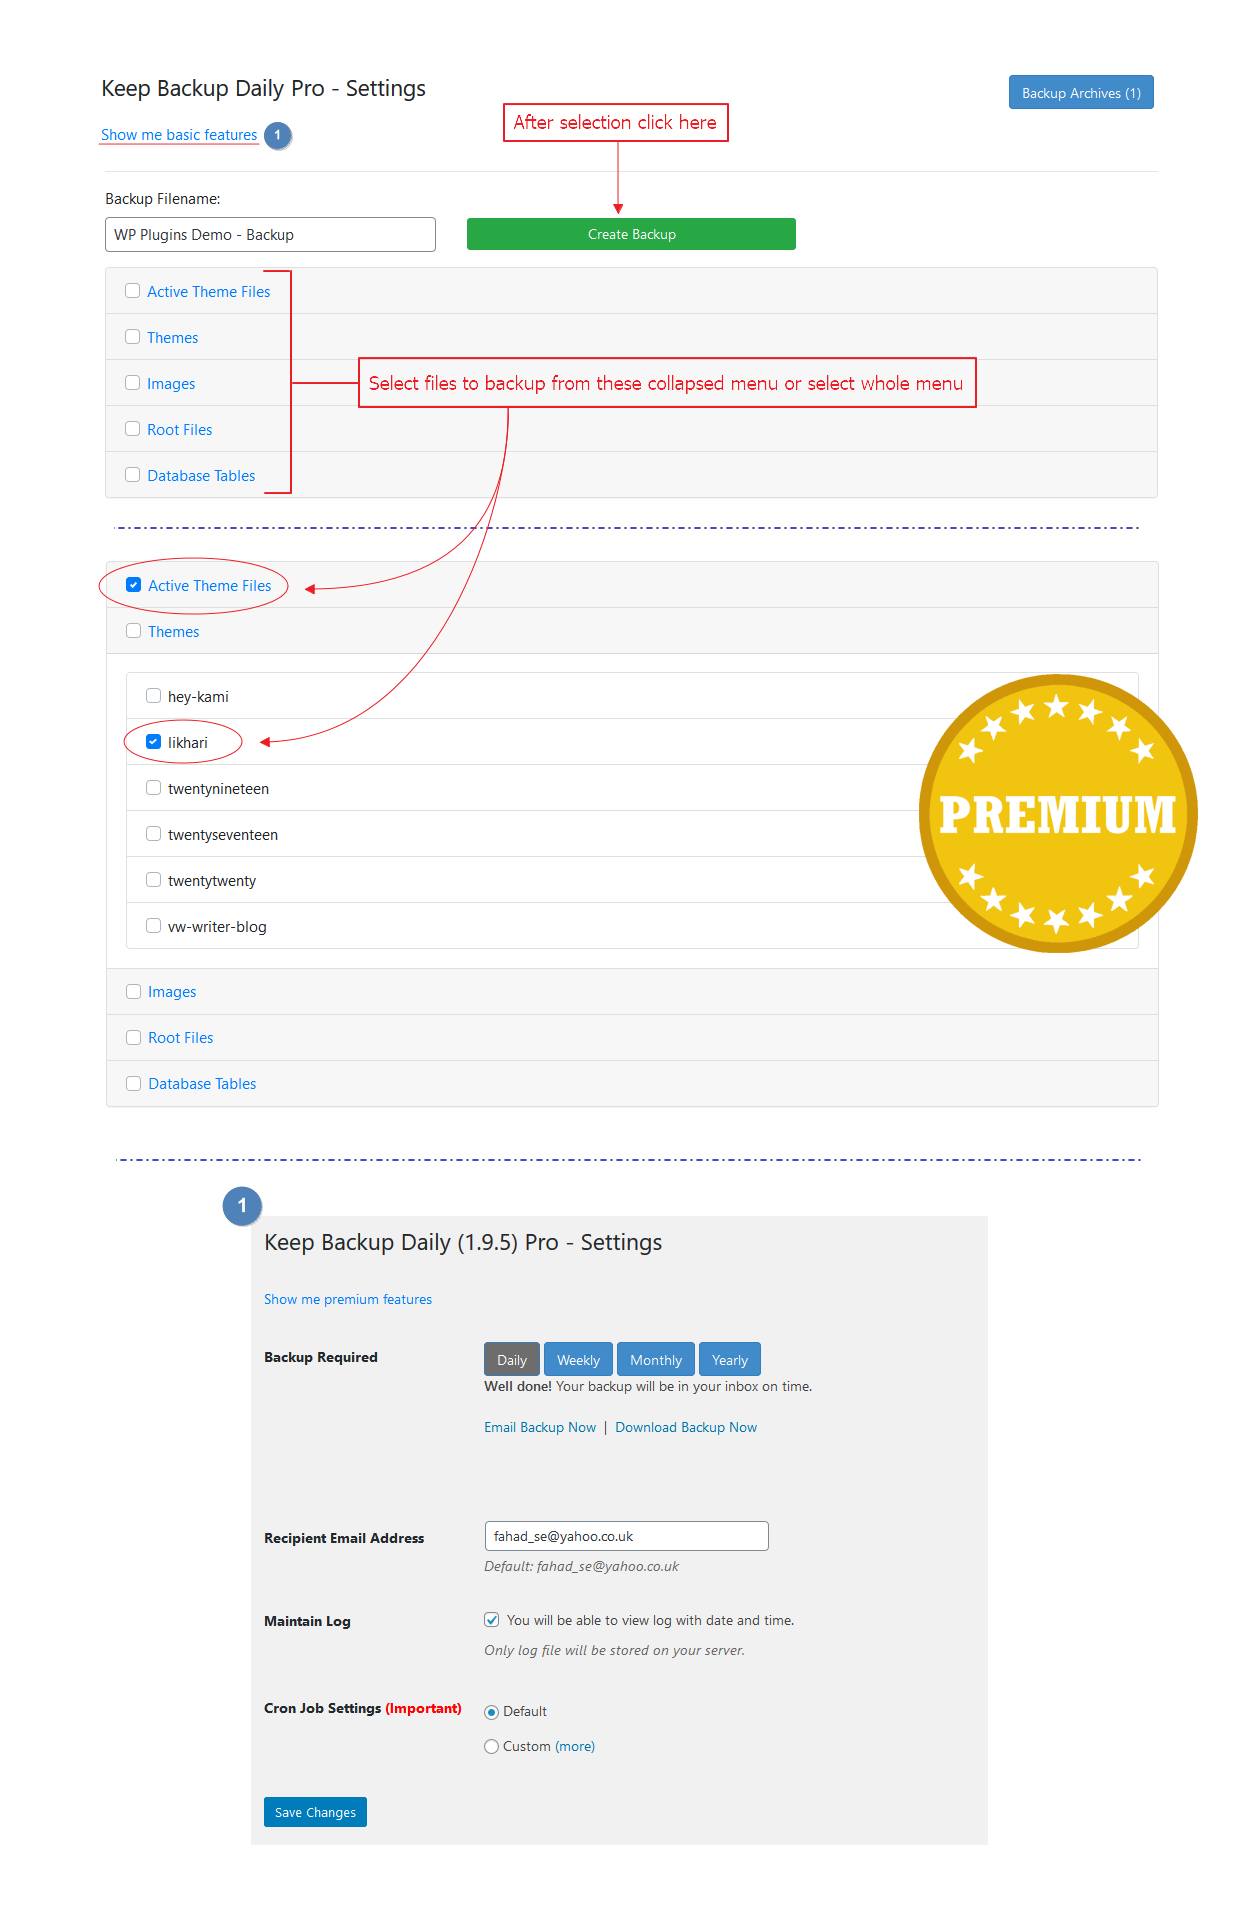 Keep Backup Daily Pro - Settings
Backup Archives (1)
Show me basic features 1
After selection click here
Backup Filename:
WP Plugins Demo - Backup
Create Backup
Active Theme Files
Themes
Images
Select files to backup from these collapsed menu or select whole menu
Root Files
Database Tables
Active Theme Files
Themes
hey-kami
likhari
twentynineteen
twentyseventeen
twentytwenty
vw-writer-blog
PREMIUM
Images
Root Files
Database Tables
1
Keep Backup Daily (1.9.5) Pro - Settings
Show me premium features
Backup Required
Daily Weekly Monthly Yearly
Well done! Your backup will be in your inbox on time.
Email Backup Now | Download Backup Now
Recipient Email Address
fahad_se@yahoo.co.uk
Default: fahad_se@yahoo.co.uk
Maintain Log
You will be able to view log with date and time.
Only log file will be stored on your server.
Cron Job Settings (Important)
Default
Custom (more)
Save Changes